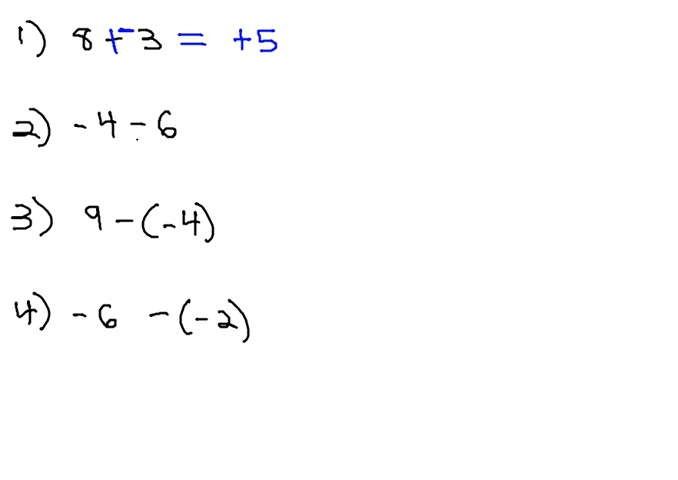 1) 8 + -3 = +5
2) -4 - 6
3) 9 - (-4)
4) -6 - (-2)